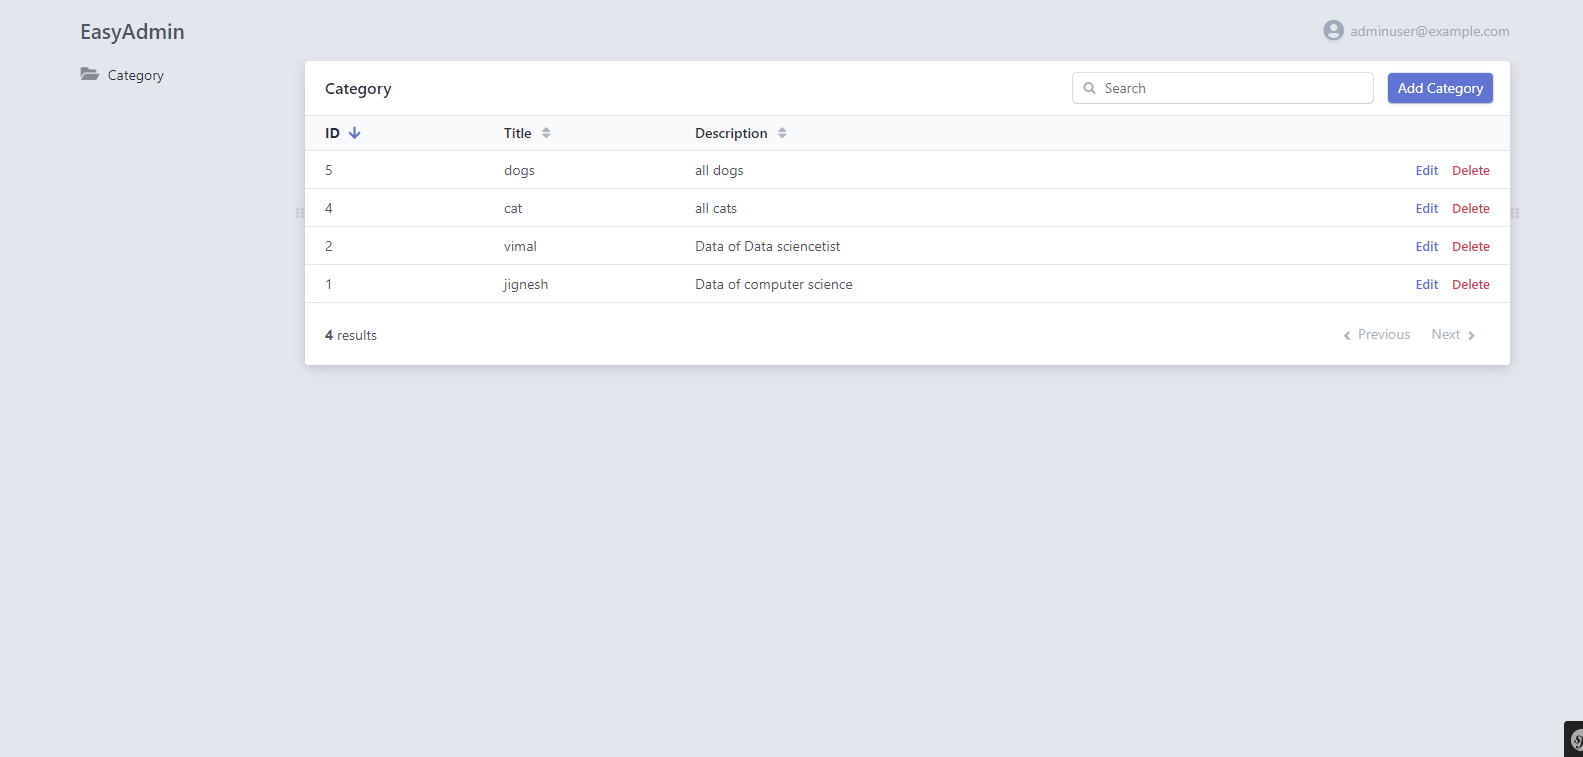 EasyAdmin
adminuser@example.com
Category
Category
Search
Add Category
ID Title Description
5 dogs all dogs Edit Delete
4 cat all cats Edit Delete
2 vimal Data of Data sciencetist Edit Delete
1 jignesh Data of computer science Edit Delete
4 results
Previous Next